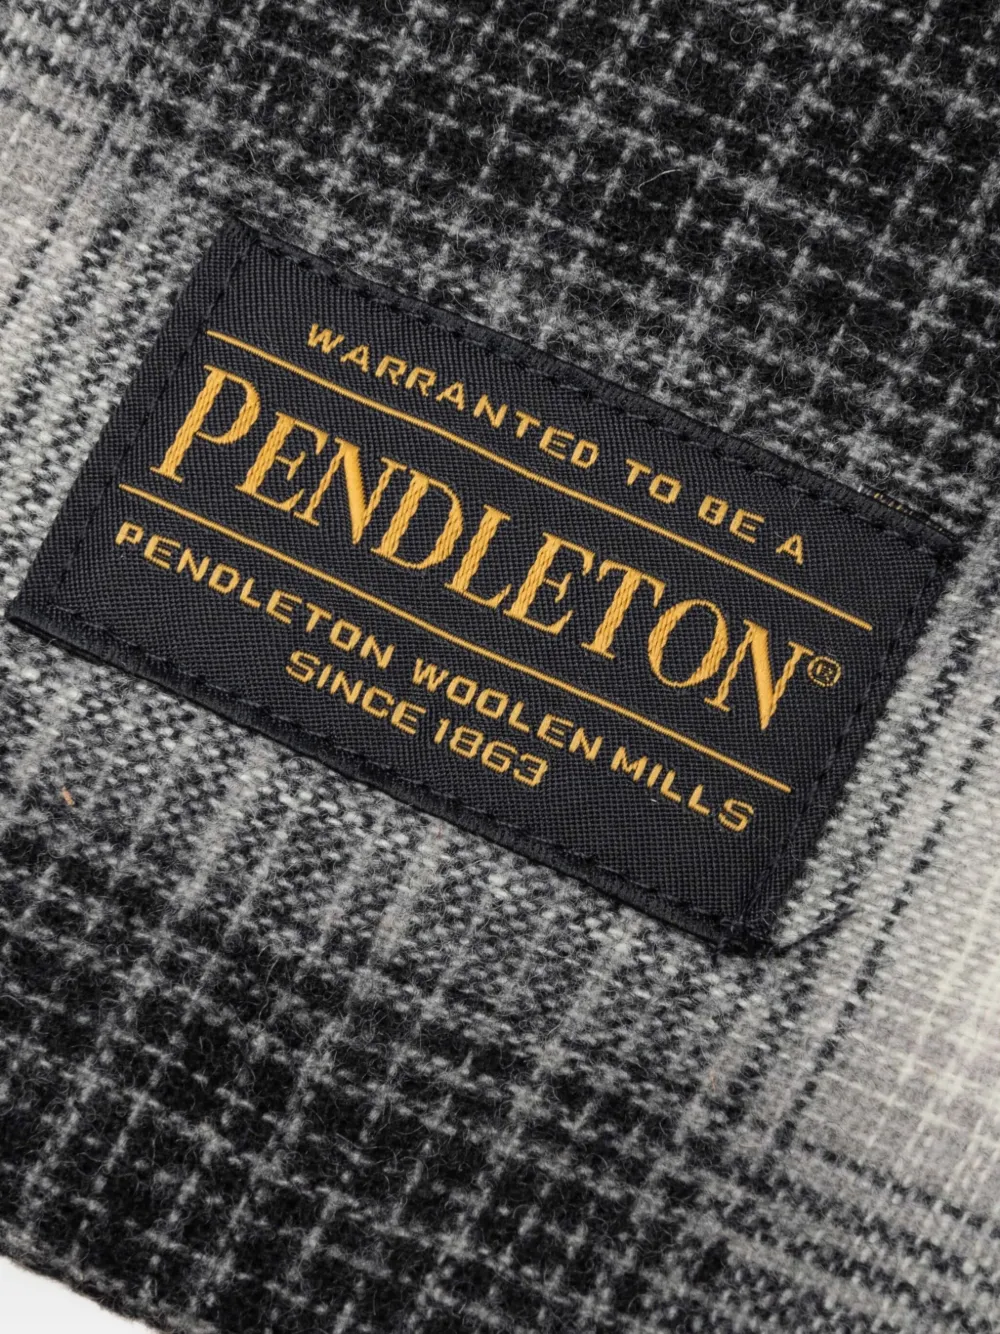 WARRANTED TO BE A
PENDLETON®
PENDLETON WOOLEN MILLS
SINCE 1863